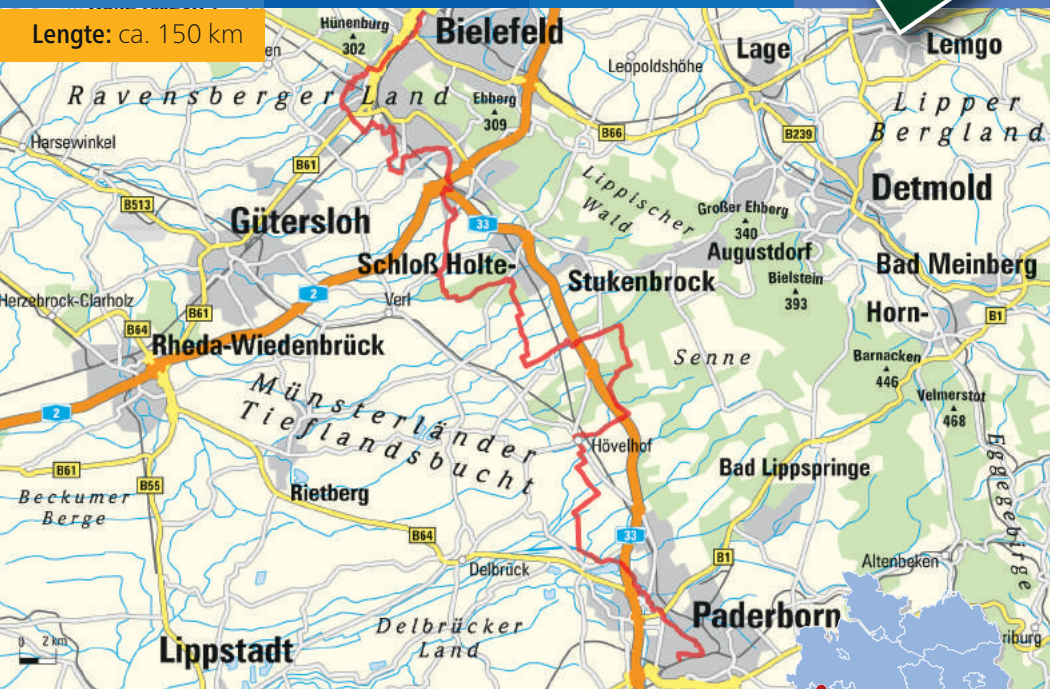 Lengte: ca. 150 km
Hünenburg
302
Bielefeld
Leopoldshöhe
Lage
Lemgo
Ravensberger Land
Ebberg
309
B66
B239
Lipper
Bergland
Harsewinkel
B61
B513
Lippischer
Wald
Detmold
Gütersloh
33
Großer Ehberg
340
Augustdorf
Schloß Holte-
Stukenbrock
Bielstein
393
Bad Meinberg
Herzebrock-Clarholz
2
Verl
Horn-
B1
B64
B61
Rheda-Wiedenbrück
Senne
Barnacken
446
Velmerstot
468
2
Münsterländer
Tieflandsbucht
Hövelhof
Eggegebirge
B61
B55
Beckumer
Berge
Rietberg
Bad Lippspringe
B64
33
B1
Delbrück
Altenbeken
Delbrücker
Land
Paderborn
riburg
0 2 km
Lippstadt